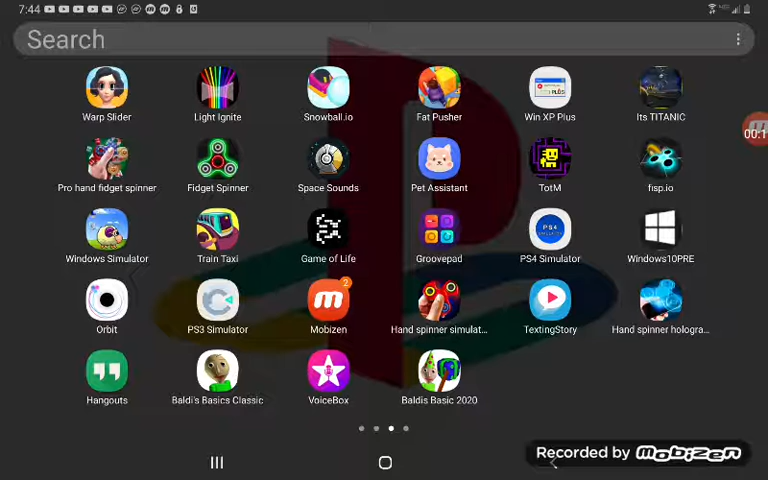 7:44
Search
Warp Slider
Light Ignite
Snowball.io
Fat Pusher
Win XP Plus
Its TITANIC
00:1
Pro hand fidget spinner
Fidget Spinner
Space Sounds
Pet Assistant
TotM
fisp.io
Windows Simulator
Train Taxi
Game of Life
Groovepad
PS4 Simulator
Windows10PRE
2
Orbit
PS3 Simulator
Mobizen
Hand spinner simulat...
TextingStory
Hand spinner hologra...
Hangouts
Baldi's Basics Classic
VoiceBox
Baldis Basic 2020
Recorded by Mobizen